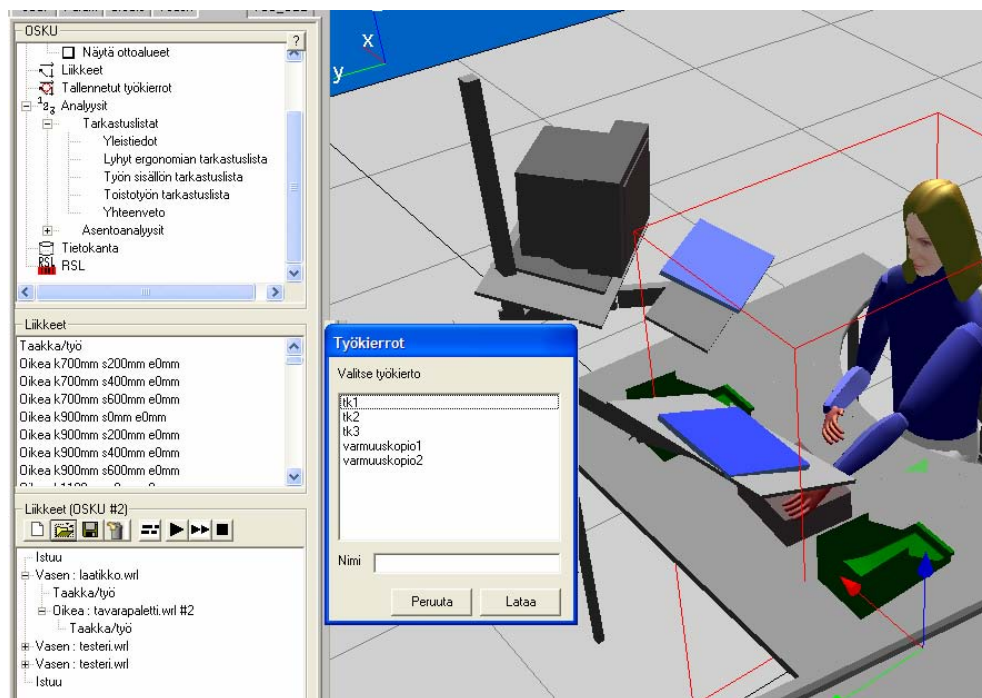 OSKU
?
Näytä ottoalueet
Liikkeet
Tallennetut työkierrot
Analyysit
Tarkastuslistat
Yleistiedot
Lyhyt ergonomian tarkastuslista
Työn sisällön tarkastuslista
Toistotyön tarkastuslista
Yhteenveto
Asentoanalyysit
Tietokanta
RSL RSL
Liikkeet
Taakka/työ
Oikea k700mm s200mm e0mm
Oikea k700mm s400mm e0mm
Oikea k700mm s600mm e0mm
Oikea k900mm s0mm e0mm
Oikea k900mm s200mm e0mm
Oikea k900mm s400mm e0mm
Oikea k900mm s600mm e0mm
Liikkeet (OSKU #2)
Istuu
Vasen : laatikko.wrl
Taakka/työ
Oikea : tavarapaletti.wrl #2
Taakka/työ
Vasen : testeri.wrl
Vasen : testeri.wrl
Istuu
Työkierrot
Valitse työkierto
tk1
tk2
tk3
varmuuskopio1
varmuuskopio2
Nimi
Peruuta Lataa
x
y